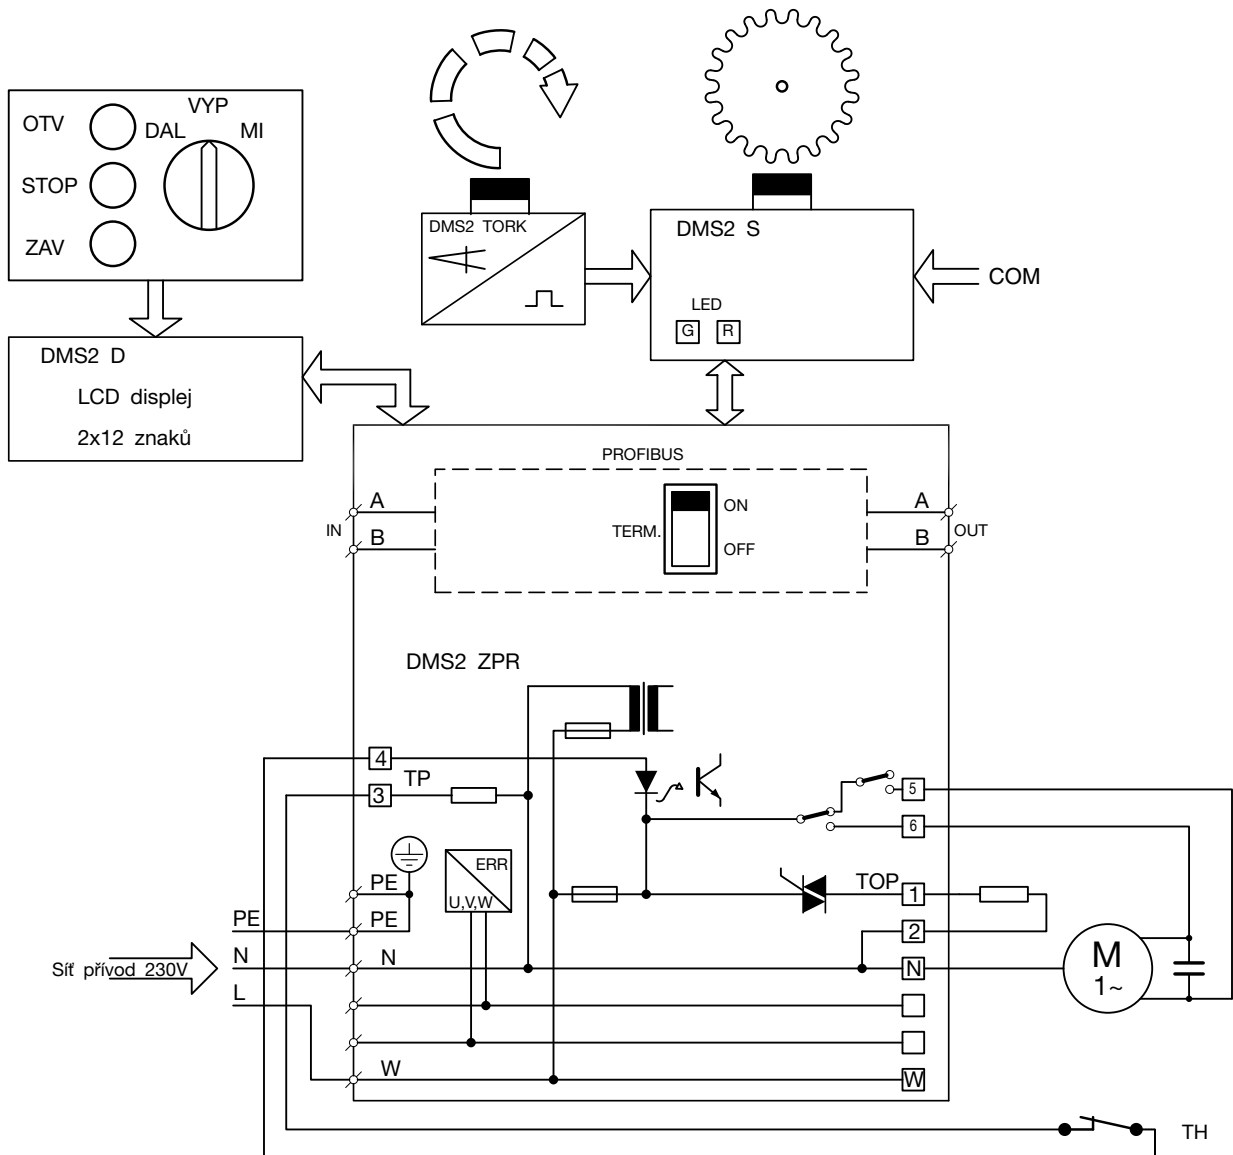 VYP
OTV
DAL
MI
STOP
ZAV
DMS2 TORK
DMS2 S
COM
LED
G
R
DMS2 D
LCD displej
2x12 znaků
PROFIBUS
A
A
ON
IN
TERM.
OUT
B
B
OFF
DMS2 ZPR
4
TP
3
5
6
ERR
U,V,W
PE
TOP
1
PE
PE
2
N
N
N
M
1~
Síť přívod 230V
L
W
W
TH